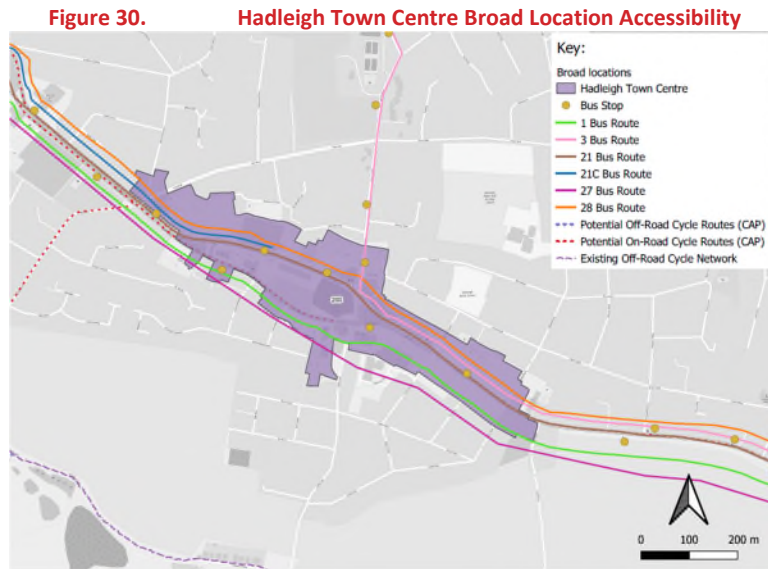 Figure 30. Hadleigh Town Centre Broad Location Accessibility
Key:
Broad locations
Hadleigh Town Centre
Bus Stop
1 Bus Route
3 Bus Route
21 Bus Route
21C Bus Route
27 Bus Route
28 Bus Route
Potential Off-Road Cycle Routes (CAP)
Potential On-Road Cycle Routes (CAP)
Existing Off-Road Cycle Network
0 100 200 m